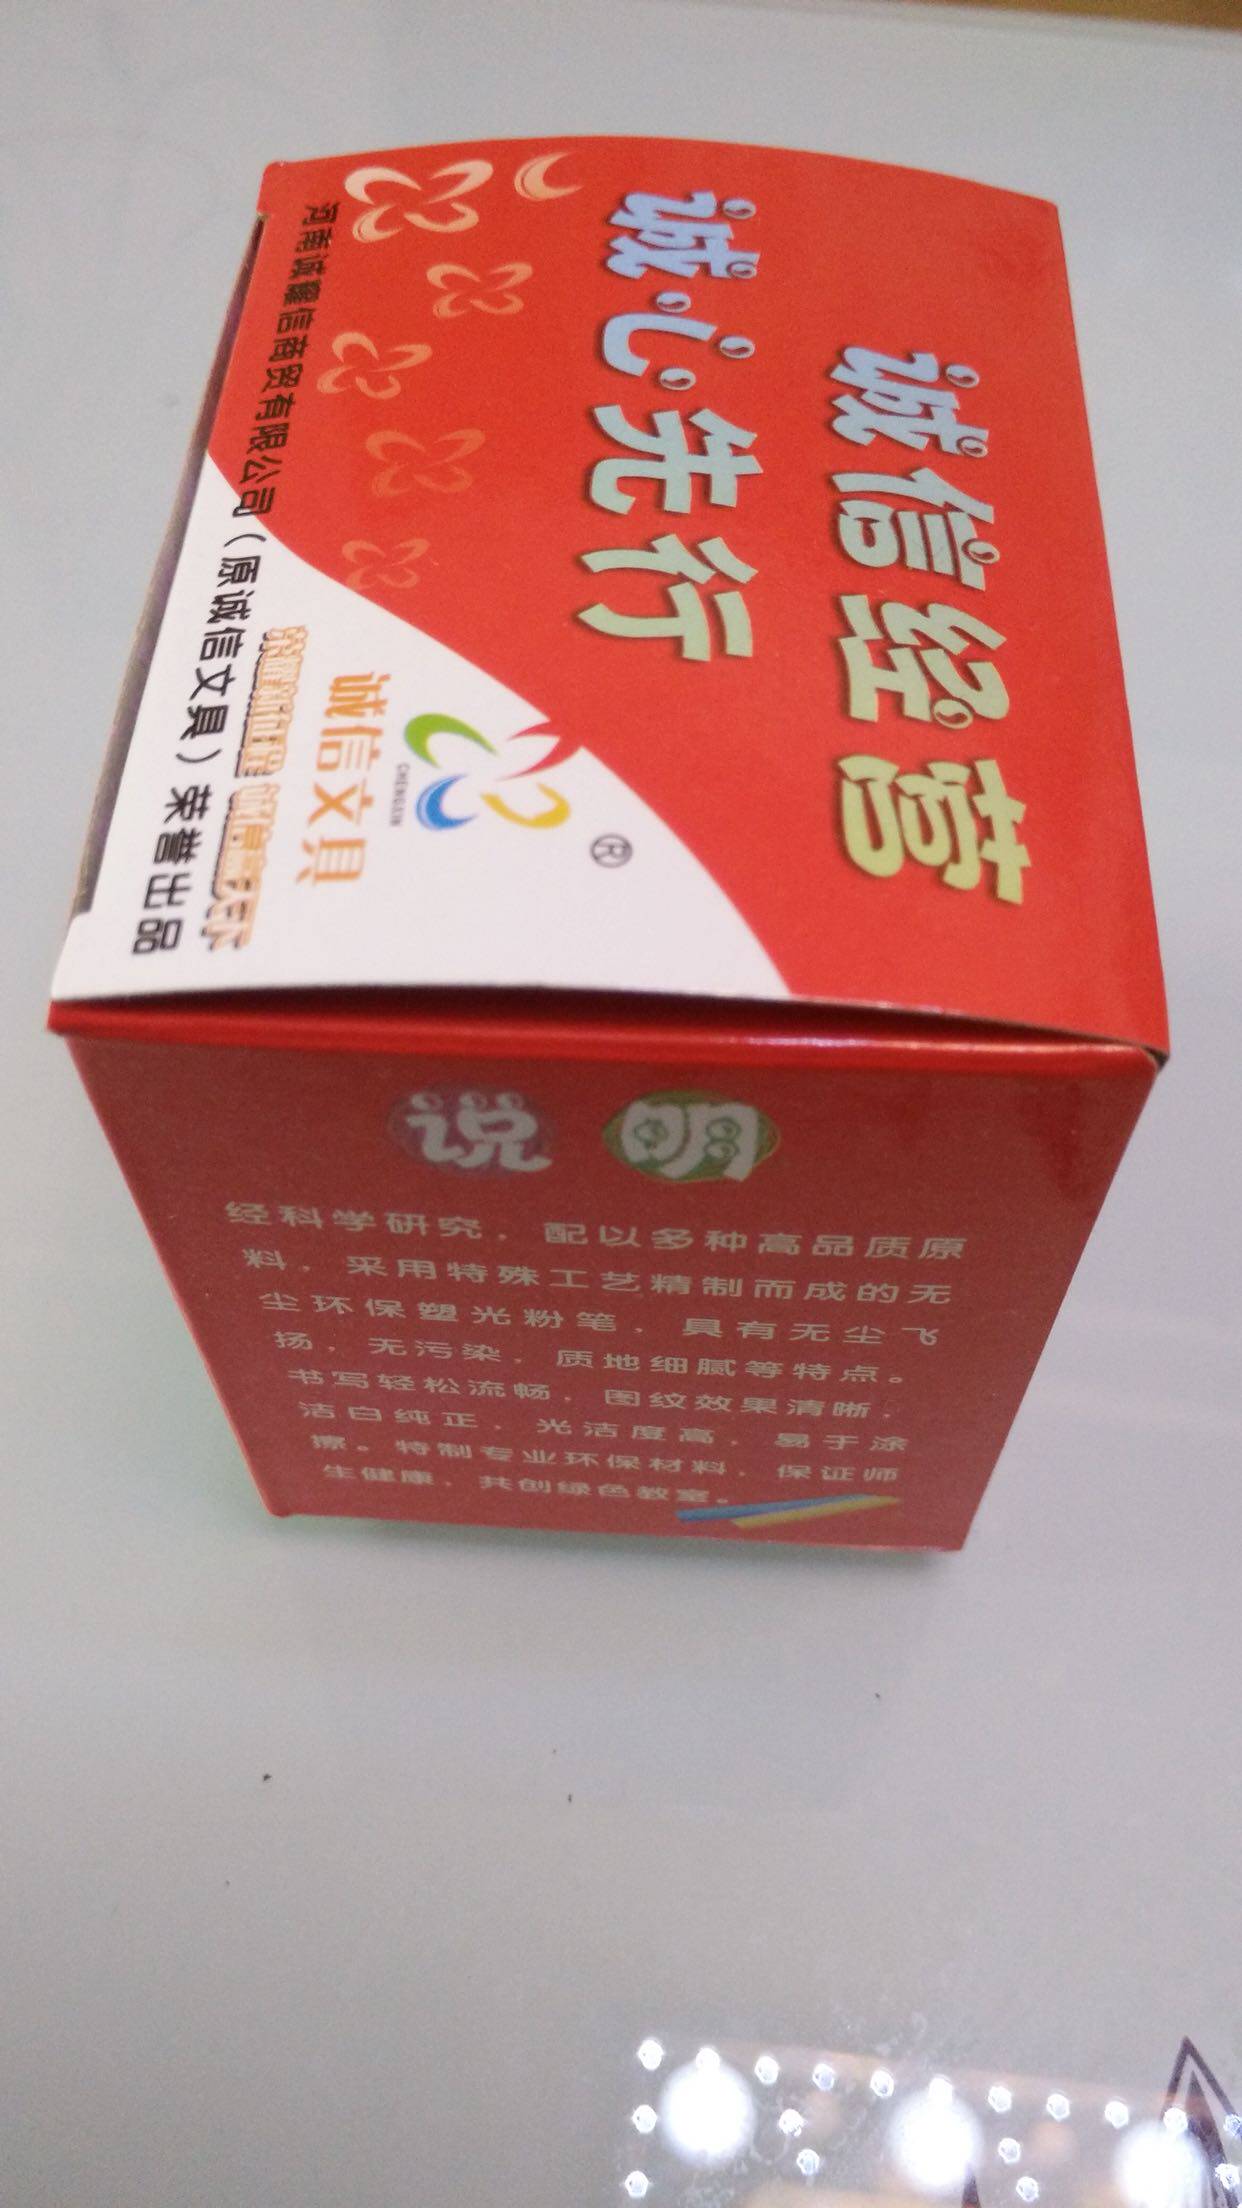 诚信经营
诚心先行
®
CHENGXIN
诚信文具
河南诚耀信商贸有限公司（原诚信文具）荣誉出品
说明
经科学研究，配以多种高品质原
料，采用特殊工艺精制而成的无
尘环保塑光粉笔，具有无尘飞
扬，无污染，质地细腻等特点。
书写轻松流畅，图纹效果清晰，
洁白纯正，光洁度高，易于涂
擦。特制专业环保材料，保证师
生健康，共创绿色教室。